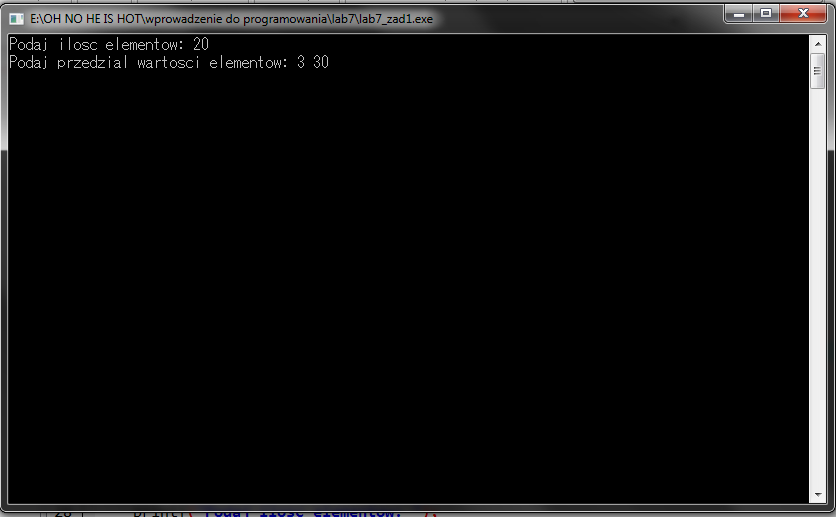 E:\OH NO HE IS HOT\wprowadzenie do programowania\lab7\lab7_zad1.exe
Podaj ilosc elementow: 20
Podaj przedzial wartosci elementow: 3 30